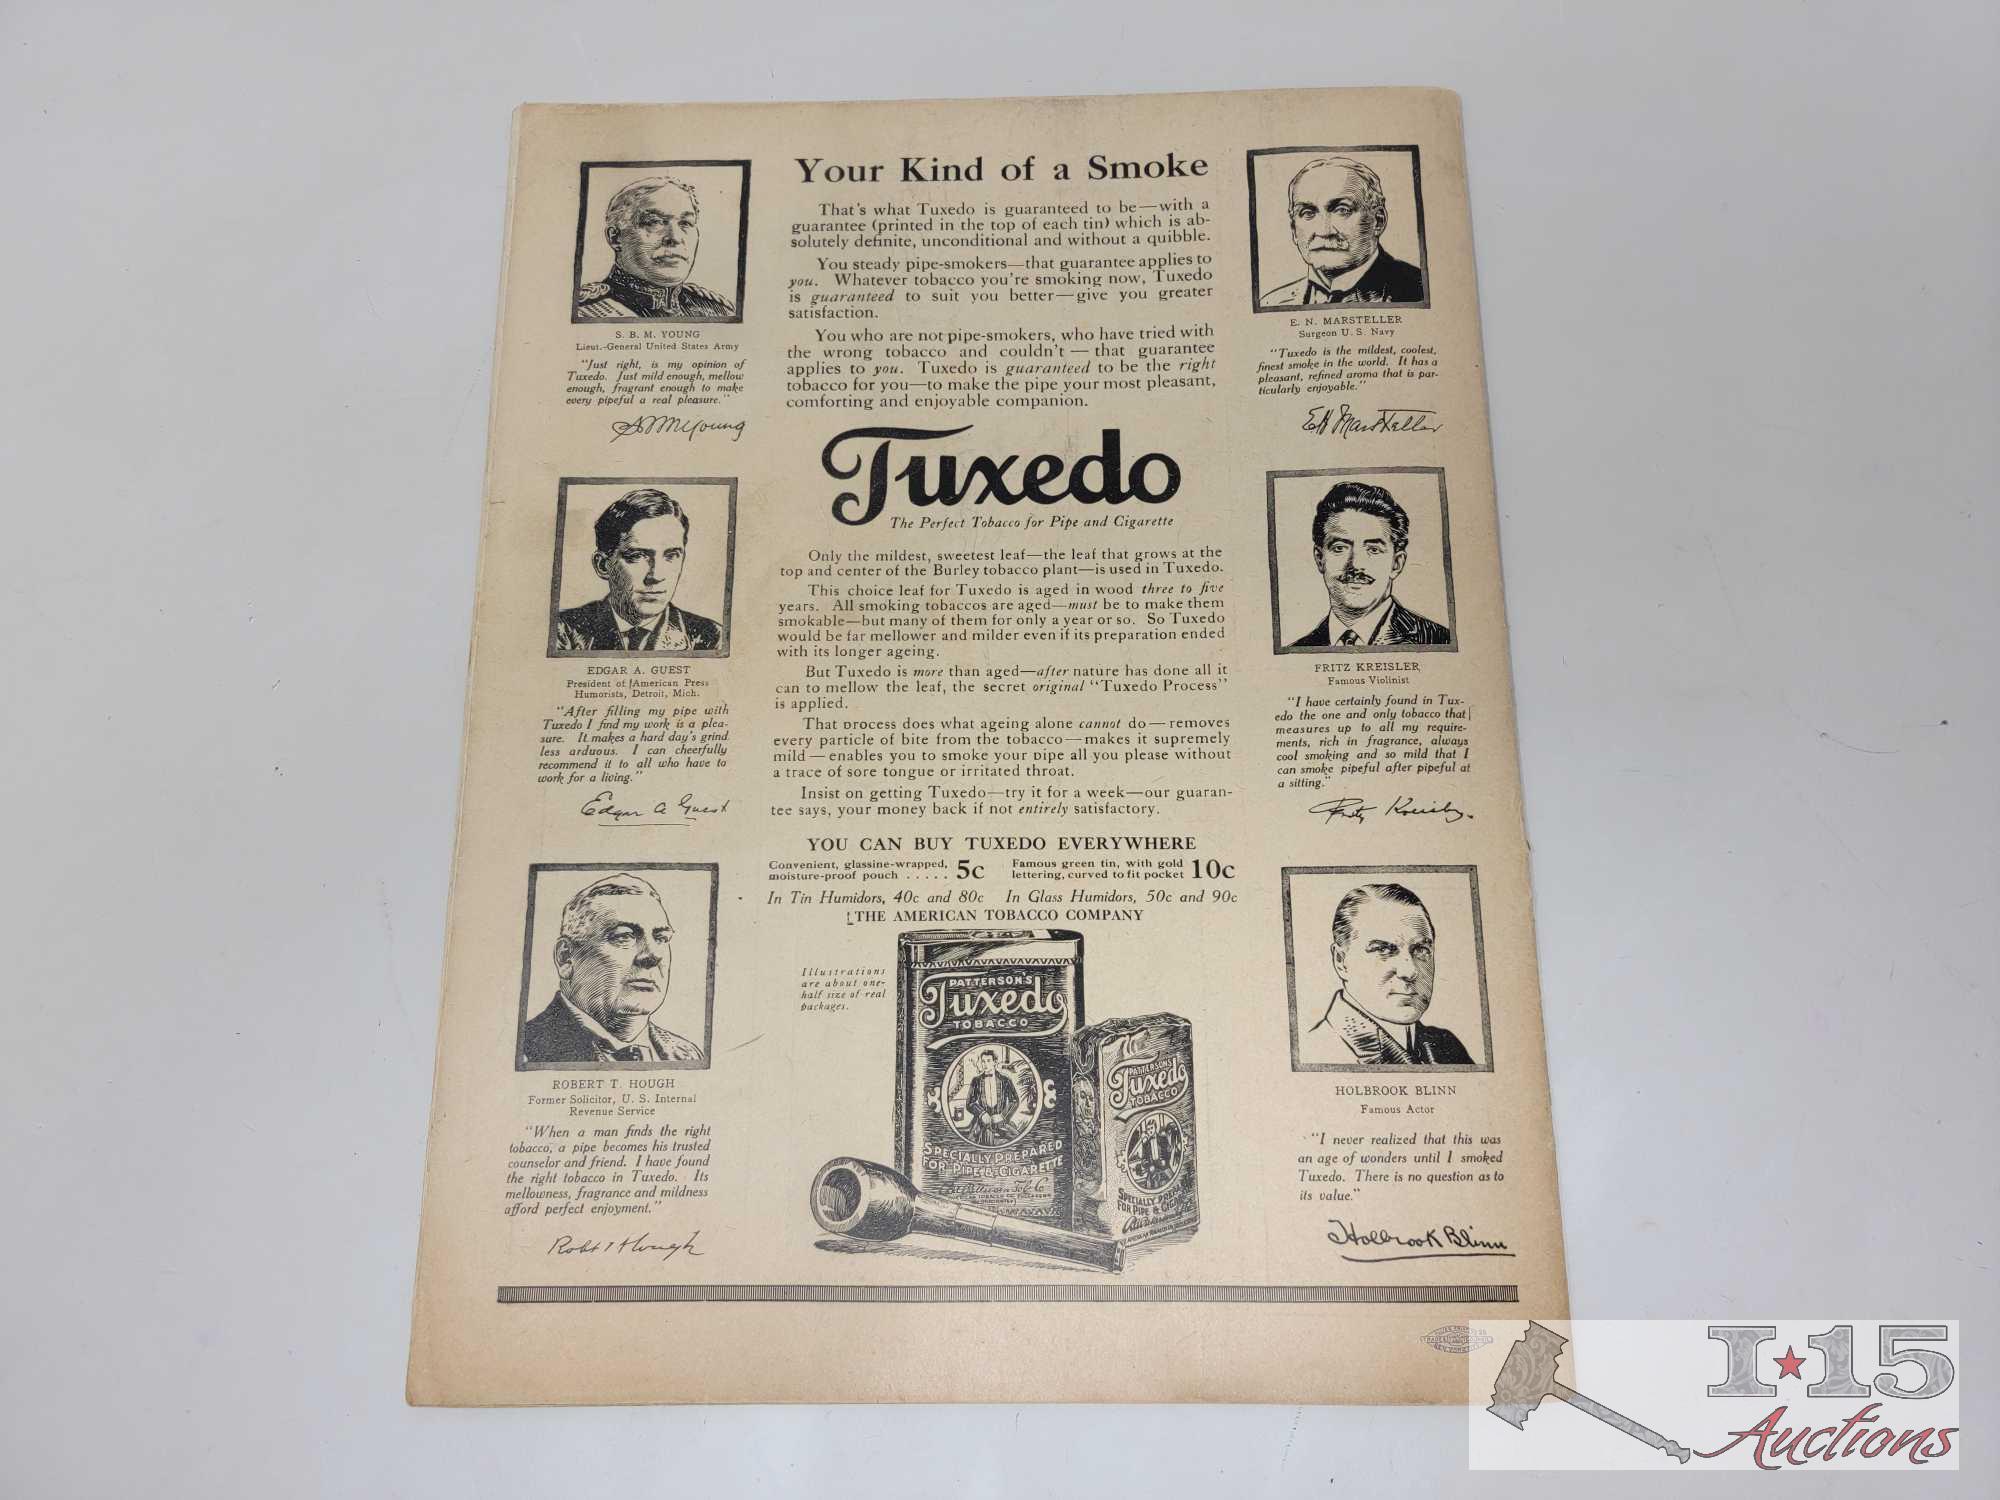 Your Kind of a Smoke
That's what Tuxedo is guaranteed to be—with a
guarantee (printed in the top of each tin) which is ab-
solutely definite, unconditional and without a quibble.
You steady pipe-smokers—that guarantee applies to
you. Whatever tobacco you're smoking now, Tuxedo
is guaranteed to suit you better—give you greater
satisfaction.
You who are not pipe-smokers, who have tried with
the wrong tobacco and couldn't—that guarantee
applies to you. Tuxedo is guaranteed to be the right
tobacco for you—to make the pipe your most pleasant,
comforting and enjoyable companion.
Tuxedo
The Perfect Tobacco for Pipe and Cigarette
Only the mildest, sweetest leaf—the leaf that grows at the
top and center of the Burley tobacco plant—is used in Tuxedo.
This choice leaf for Tuxedo is aged in wood three to five
years. All smoking tobaccos are aged—must be to make them
smokable—but many of them for only a year or so. So Tuxedo
would be far mellower and milder even if its preparation ended
with its longer ageing.
But Tuxedo is more than aged—after nature has done all it
can to mellow the leaf, the secret original "Tuxedo Process"
is applied.
That process does what ageing alone cannot do—removes
every particle of bite from the tobacco—makes it supremely
mild—enables you to smoke your pipe all you please without
a trace of sore tongue or irritated throat.
Insist on getting Tuxedo—try it for a week—our guaran-
tee says, your money back if not entirely satisfactory.
YOU CAN BUY TUXEDO EVERYWHERE
Convenient, glassine-wrapped,
moisture-proof pouch ..... 5c
Famous green tin, with gold
lettering, curved to fit pocket 10c
In Tin Humidors, 40c and 80c In Glass Humidors, 50c and 90c
THE AMERICAN TOBACCO COMPANY
Illustrations
are about one-
half size of real
packages.
PATTERSON'S
Tuxedo
TOBACCO
SPECIALLY PREPARED
FOR PIPE & CIGARETTE
PATTERSON'S
Tuxedo
TOBACCO
SPECIALLY
FOR PIPE &
S. B. M. YOUNG
Lieut.-General United States Army
"Just right, is my opinion of
Tuxedo. Just mild enough, mellow
enough, fragrant enough to make
every pipeful a real pleasure."
SBM Young
EDGAR A. GUEST
President of American Press
Humorists, Detroit, Mich.
"After filling my pipe with
Tuxedo I find my work is a plea-
sure. It makes a hard day's grind
less arduous. I can cheerfully
recommend it to all who have to
work for a living."
Edgar A Guest
ROBERT T. HOUGH
Former Solicitor, U. S. Internal
Revenue Service
"When a man finds the right
tobacco, a pipe becomes his trusted
counselor and friend. I have found
the right tobacco in Tuxedo. Its
mellowness, fragrance and mildness
afford perfect enjoyment."
Robt T Hough
E. N. MARSTELLER
Surgeon U. S. Navy
"Tuxedo is the mildest, coolest,
finest smoke in the world. It has a
pleasant, refined aroma that is par-
ticularly enjoyable."
EN Marsteller
FRITZ KREISLER
Famous Violinist
"I have certainly found in Tux-
edo the one and only tobacco that
measures up to all my require-
ments, rich in fragrance, always
cool smoking and so mild that I
can smoke pipeful after pipeful at
a sitting."
Fritz Kreisler.
HOLBROOK BLINN
Famous Actor
"I never realized that this was
an age of wonders until I smoked
Tuxedo. There is no question as to
its value."
Holbrook Blinn
I★15
Auctions